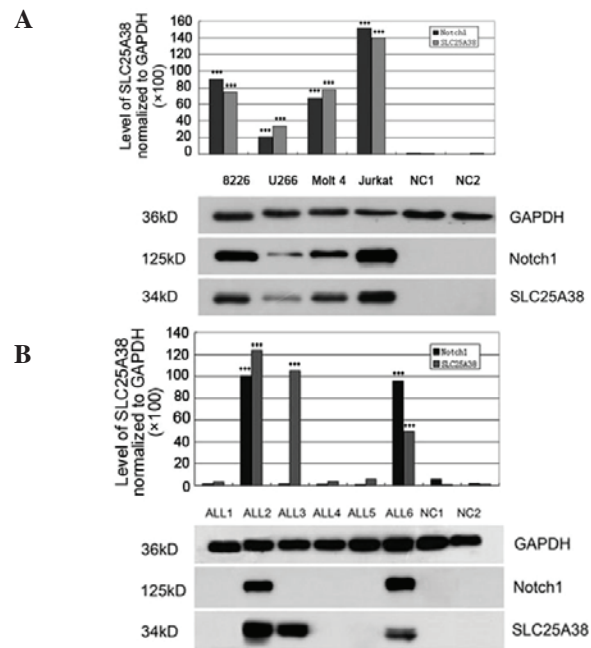 A
Level of SLC25A38
normalized to GAPDH
(×100)
160
140
120
100
80
60
40
20
0
Notch1
SLC25A38
***
***
***
***
***
***
***
***
8226 U266 Molt 4 Jurkat NC1 NC2
36kD GAPDH
125kD Notch1
34kD SLC25A38
B
Level of SLC25A38
normalized to GAPDH
(×100)
140
120
100
80
60
40
20
0
Notch1
SLC25A38
***
***
***
***
***
ALL1 ALL2 ALL3 ALL4 ALL5 ALL6 NC1 NC2
36kD GAPDH
125kD Notch1
34kD SLC25A38